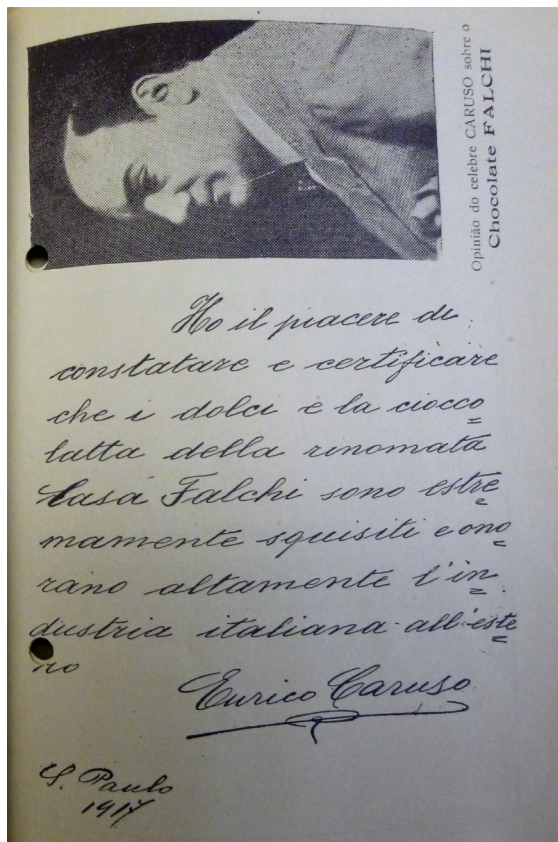 Opinião do celebre CARUSO sobre o
Chocolate FALCHI
Ho il piacere di
constatare e certificare
che i dolci e la ciocco
latta della rinomata
Casa Falchi sono estre
mamente squisiti e ono
rano altamente l'in
dustria italiana all'este
ro
Enrico Caruso
S. Paulo
1917